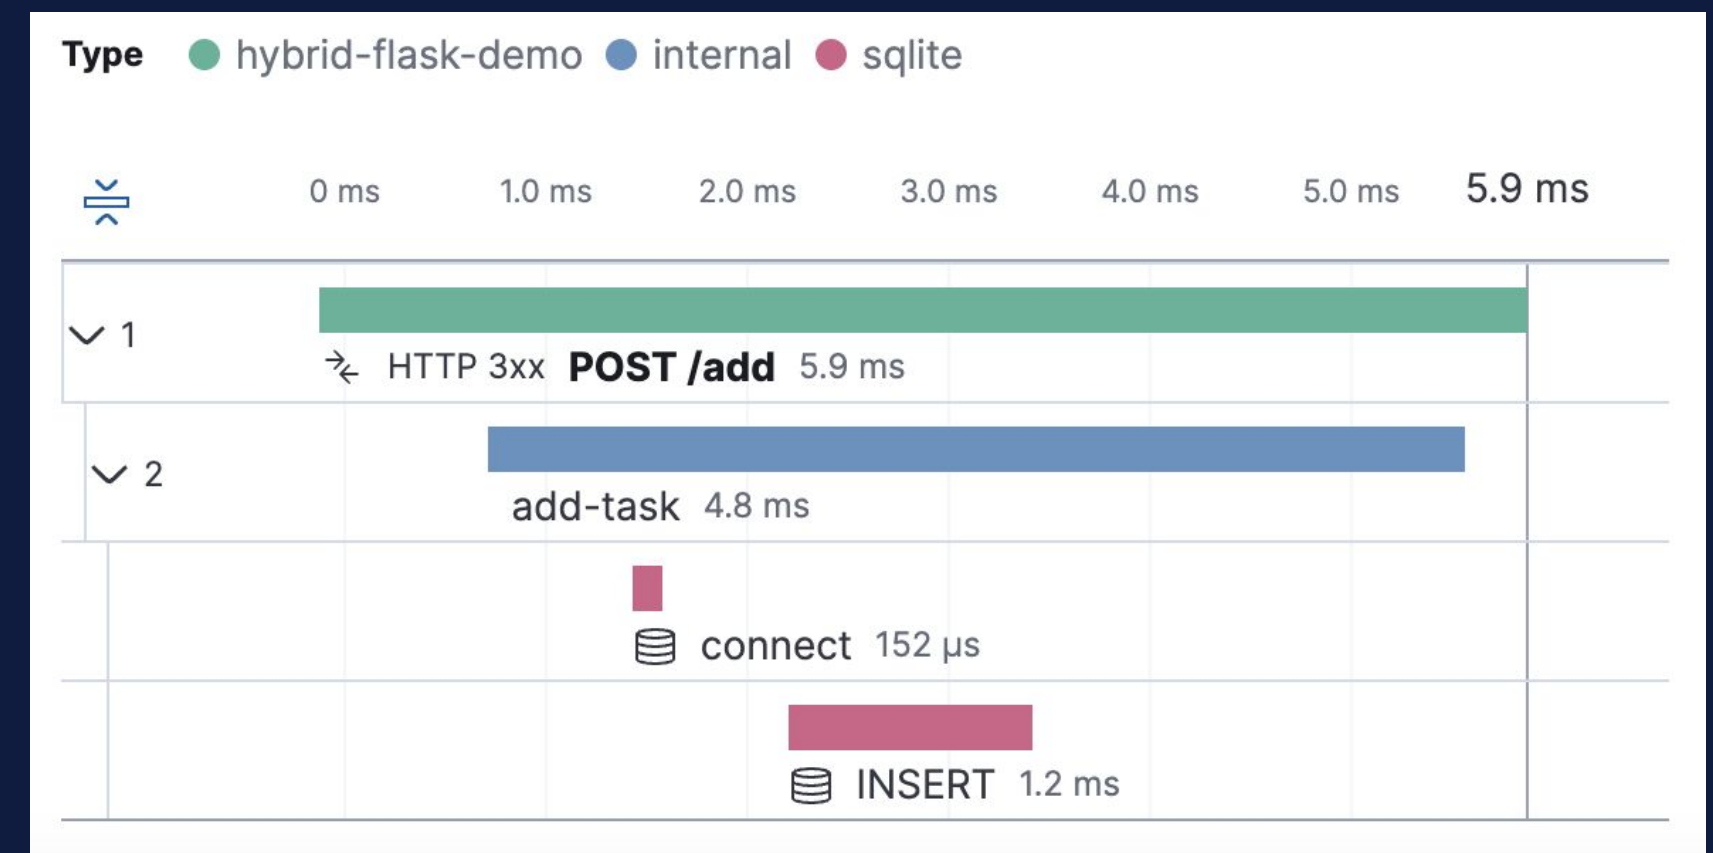 Type hybrid-flask-demo internal sqlite
0 ms 1.0 ms 2.0 ms 3.0 ms 4.0 ms 5.0 ms 5.9 ms
1
HTTP 3xx POST /add 5.9 ms
2
add-task 4.8 ms
connect 152 μs
INSERT 1.2 ms